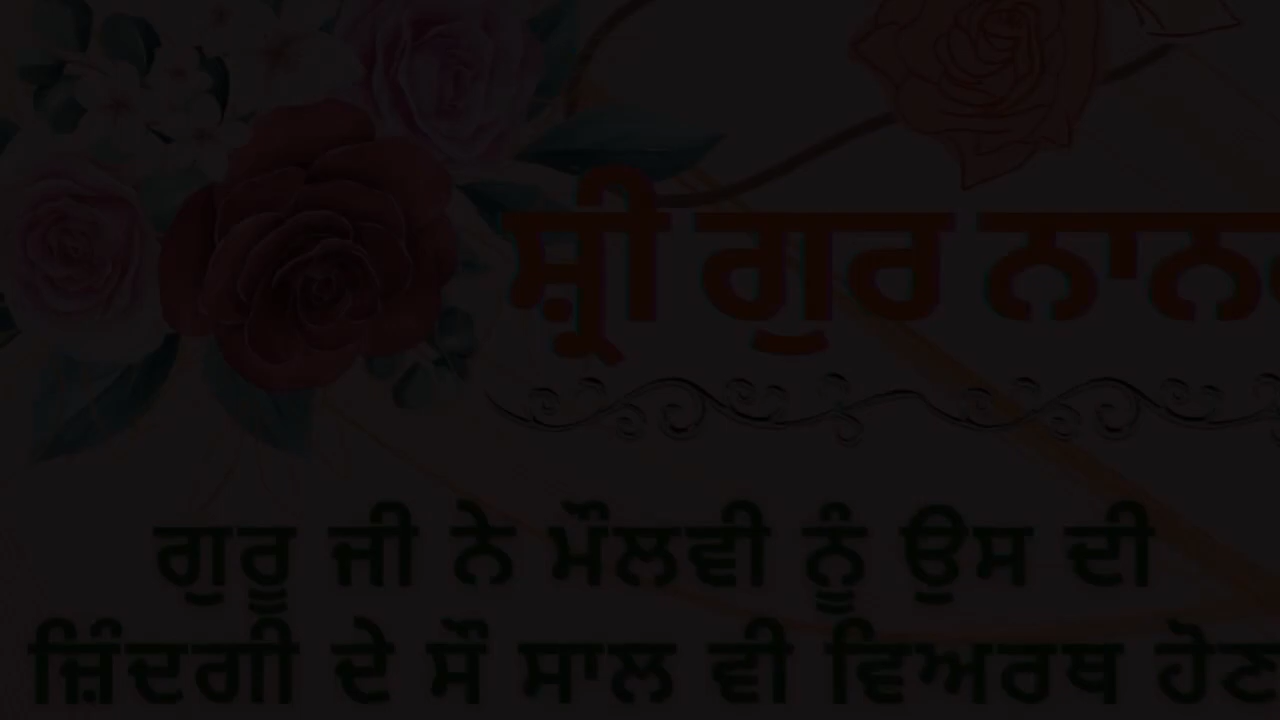 ਸ਼੍ਰੀ ਗੁਰ
ਗੁਰੂ ਜੀ ਨੇ ਮੌਲਵੀ ਨੂੰ ਉਸ ਦੀ
ਜ਼ਿੰਦਗੀ ਦੇ ਸੌ ਸਾਲ ਵੀ ਵਿਅਰਥ